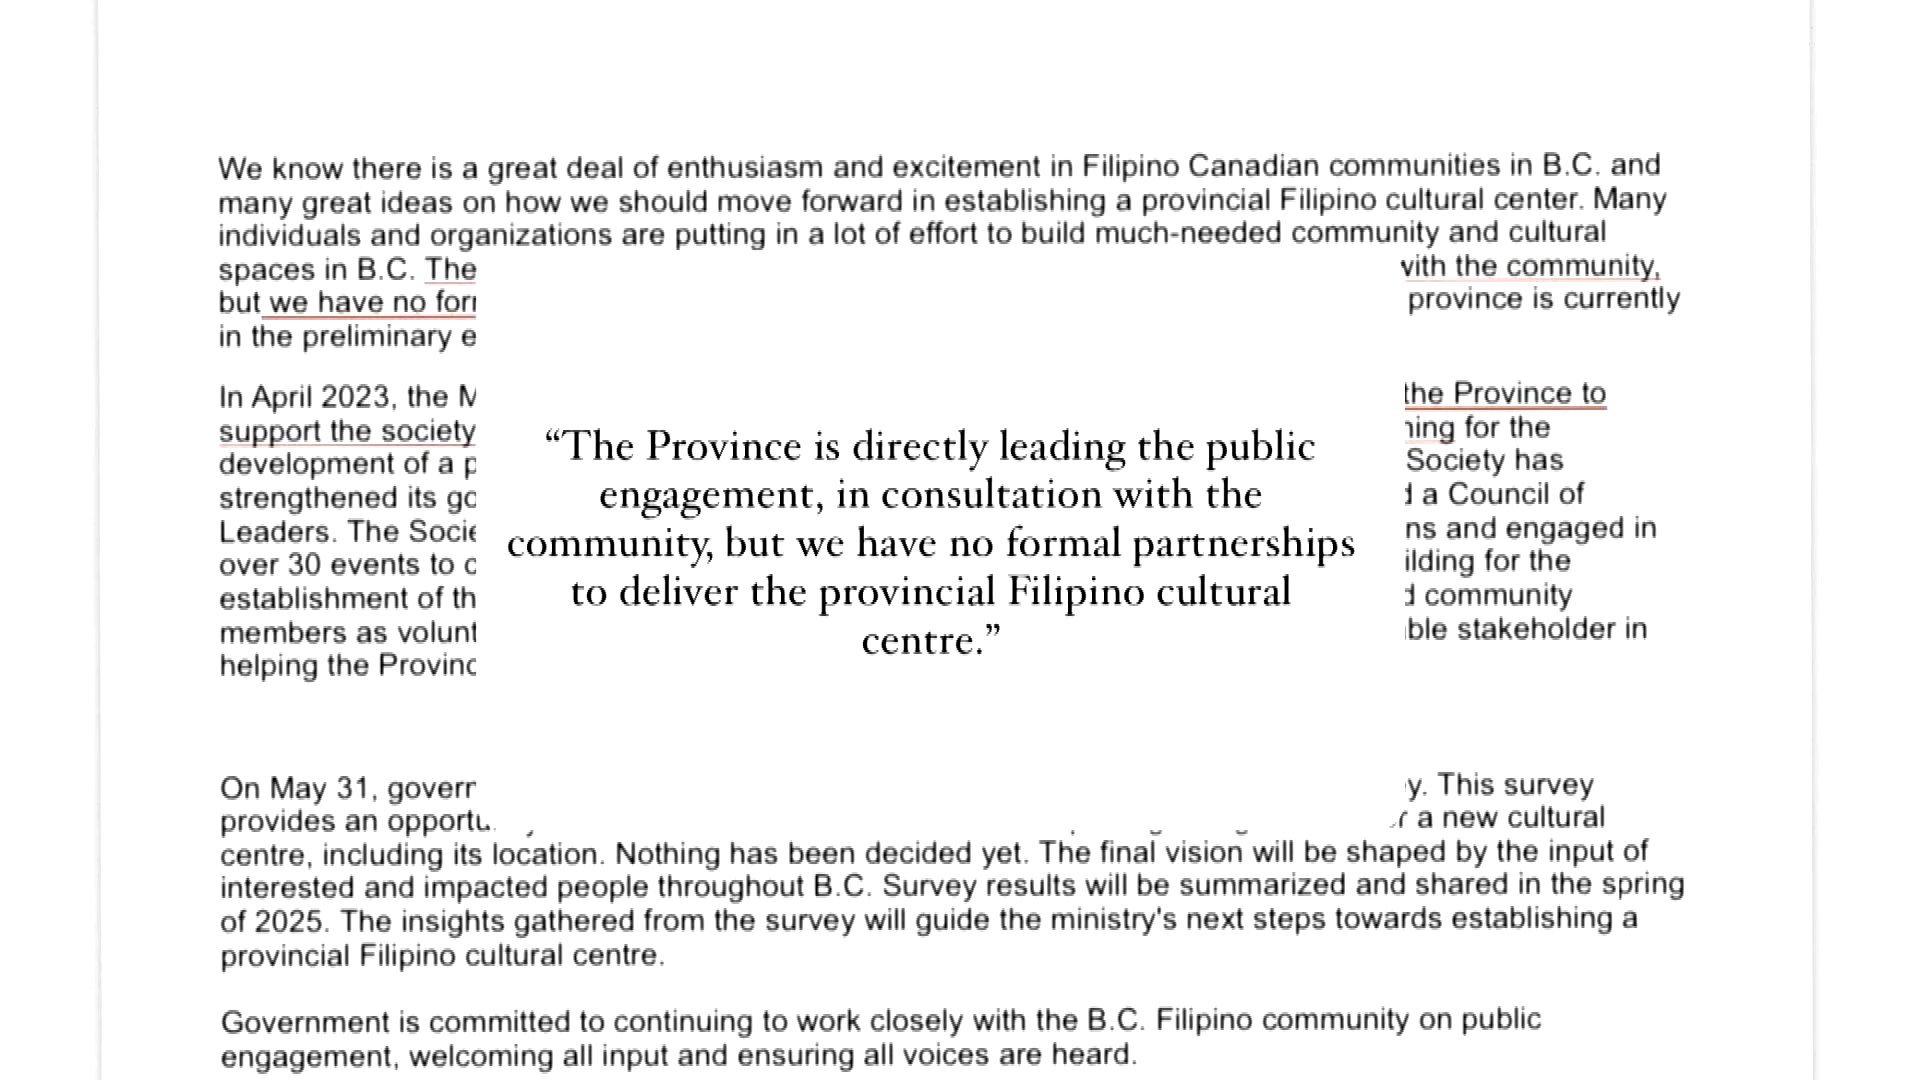 We know there is a great deal of enthusiasm and excitement in Filipino Canadian communities in B.C. and
many great ideas on how we should move forward in establishing a provincial Filipino cultural center. Many
individuals and organizations are putting in a lot of effort to build much-needed community and cultural
spaces in B.C. The with the community,
but we have no province is currently
in the preliminary
In April 2023, the the Province to
support the society for the
development of a Society has
strengthened its a Council of
Leaders. The and engaged in
over 30 events to for the
establishment of community
members as stakeholder in
helping the
“The Province is directly leading the public
engagement, in consultation with the
community, but we have no formal partnerships
to deliver the provincial Filipino cultural
centre.”
On May 31, This survey
provides an a new cultural
centre, including its location. Nothing has been decided yet. The final vision will be shaped by the input of
interested and impacted people throughout B.C. Survey results will be summarized and shared in the spring
of 2025. The insights gathered from the survey will guide the ministry's next steps towards establishing a
provincial Filipino cultural centre.
Government is committed to continuing to work closely with the B.C. Filipino community on public
engagement, welcoming all input and ensuring all voices are heard.